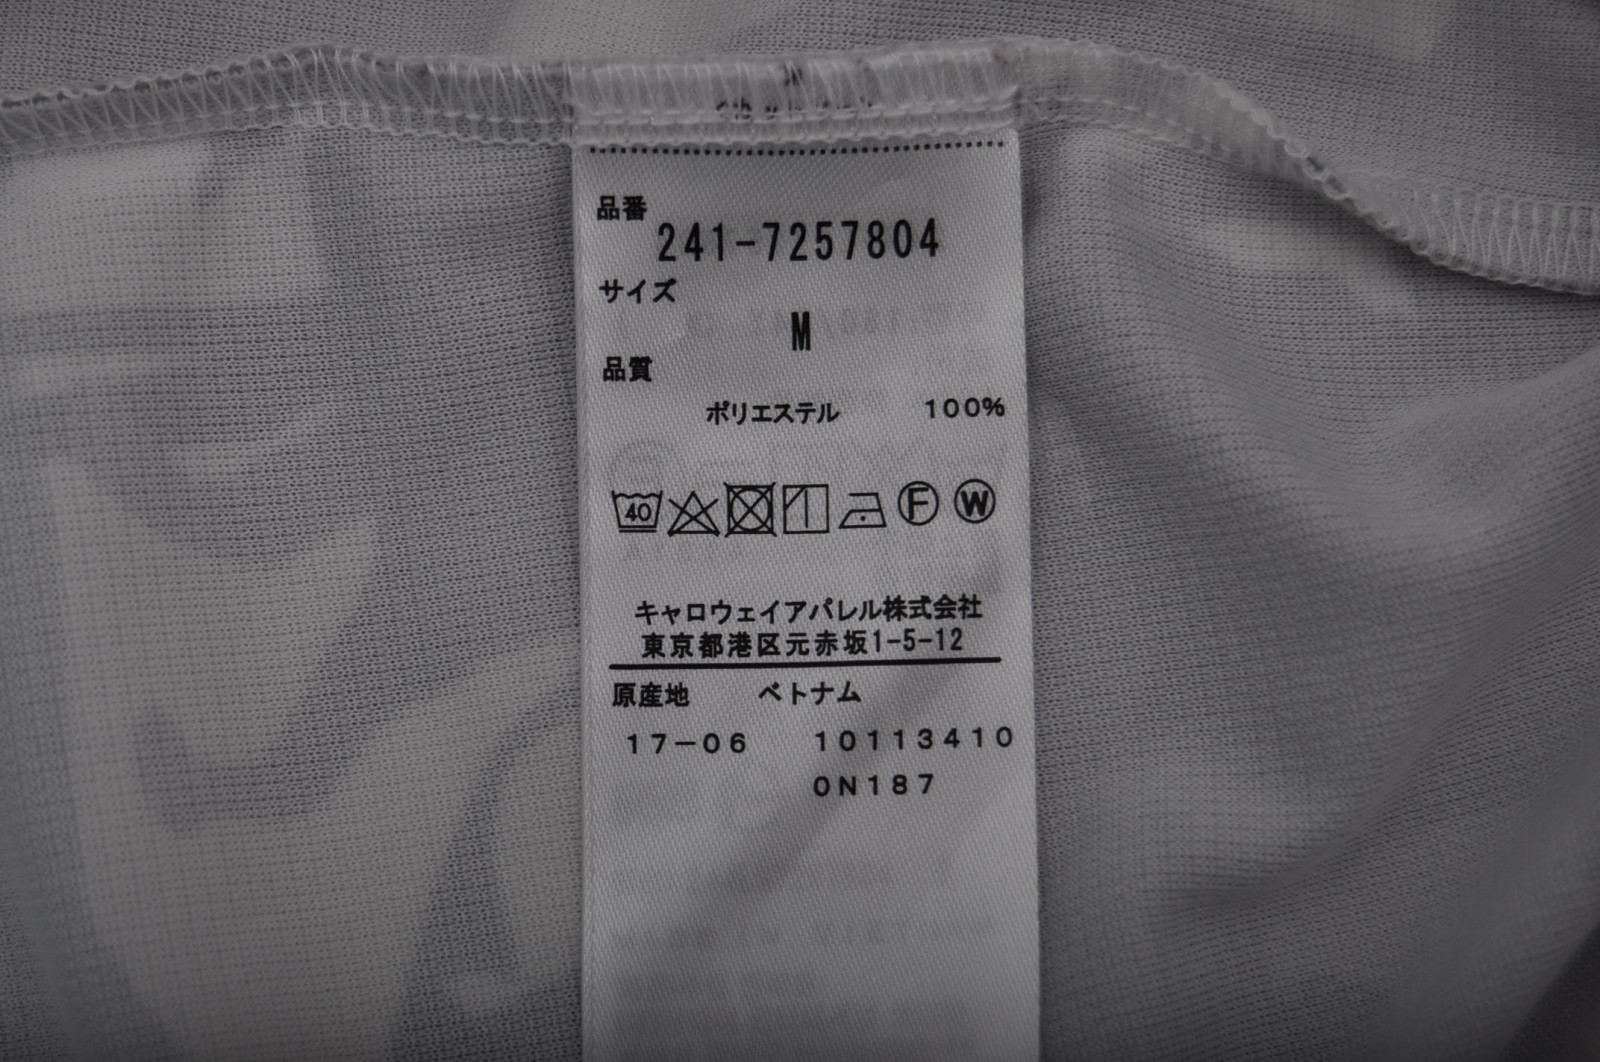 品番
241-7257804
サイズ
M
品質
ポリエステル 100%
40 F W
キャロウェイアパレル株式会社
東京都港区元赤坂1-5-12
原産地 ベトナム
17-06 10113410
0N187